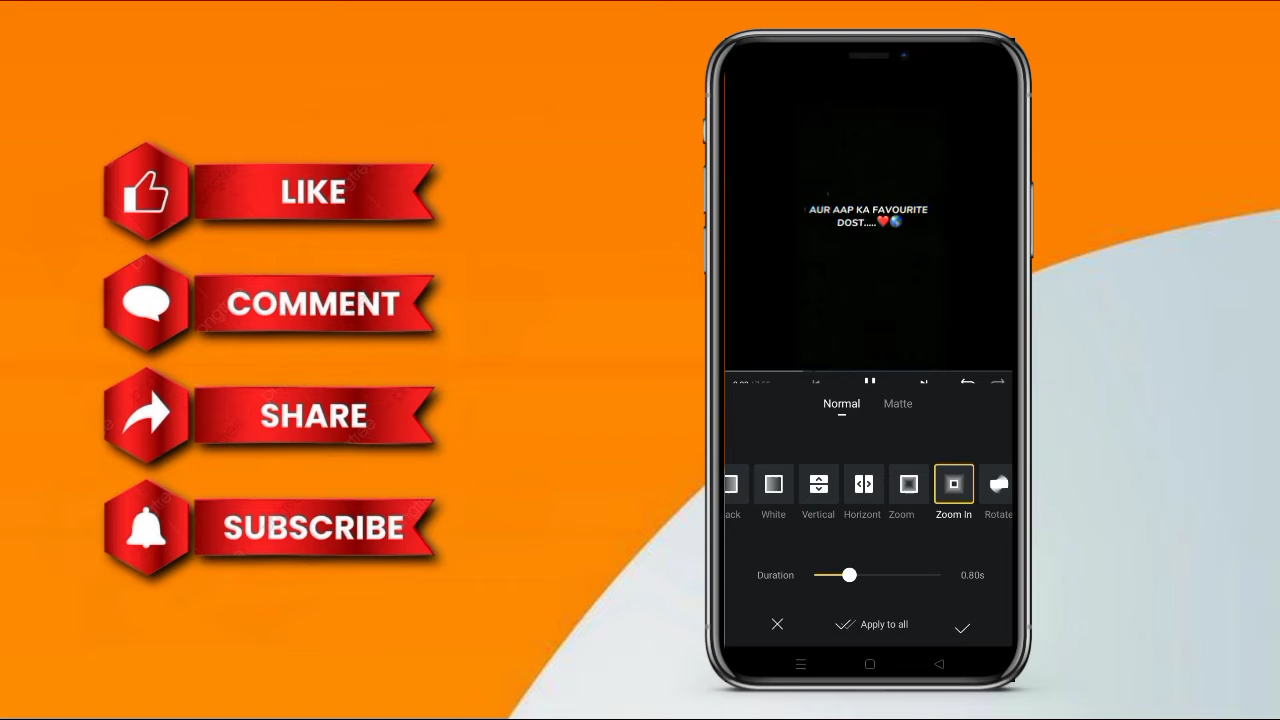 LIKE
COMMENT
SHARE
SUBSCRIBE
AUR AAP KA FAVOURITE
DOST.....❤️🌎
Normal Matte
ack White Vertical Horizont Zoom Zoom In Rotate
Duration 0.80s
Apply to all